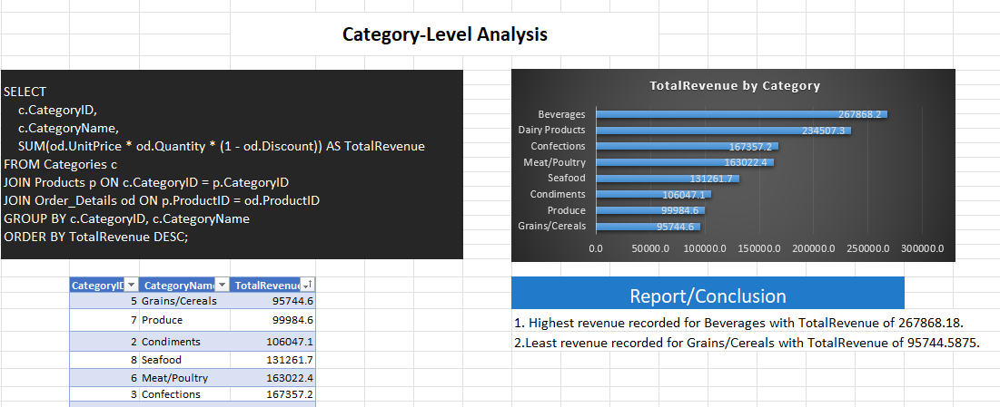 Category-Level Analysis
SELECT
c.CategoryID,
c.CategoryName,
SUM(od.UnitPrice * od.Quantity * (1 - od.Discount)) AS TotalRevenue
FROM Categories c
JOIN Products p ON c.CategoryID = p.CategoryID
JOIN Order_Details od ON p.ProductID = od.ProductID
GROUP BY c.CategoryID, c.CategoryName
ORDER BY TotalRevenue DESC;
TotalRevenue by Category
Beverages 267868.2
Dairy Products 234507.3
Confections 167357.2
Meat/Poultry 163022.4
Seafood 131261.7
Condiments 106047.1
Produce 99984.6
Grains/Cereals 95744.6
0.0 50000.0 100000.0 150000.0 200000.0 250000.0 300000.0
CategoryID CategoryName TotalRevenue
5 Grains/Cereals 95744.6
7 Produce 99984.6
2 Condiments 106047.1
8 Seafood 131261.7
6 Meat/Poultry 163022.4
3 Confections 167357.2
Report/Conclusion
1. Highest revenue recorded for Beverages with TotalRevenue of 267868.18.
2.Least revenue recorded for Grains/Cereals with TotalRevenue of 95744.5875.